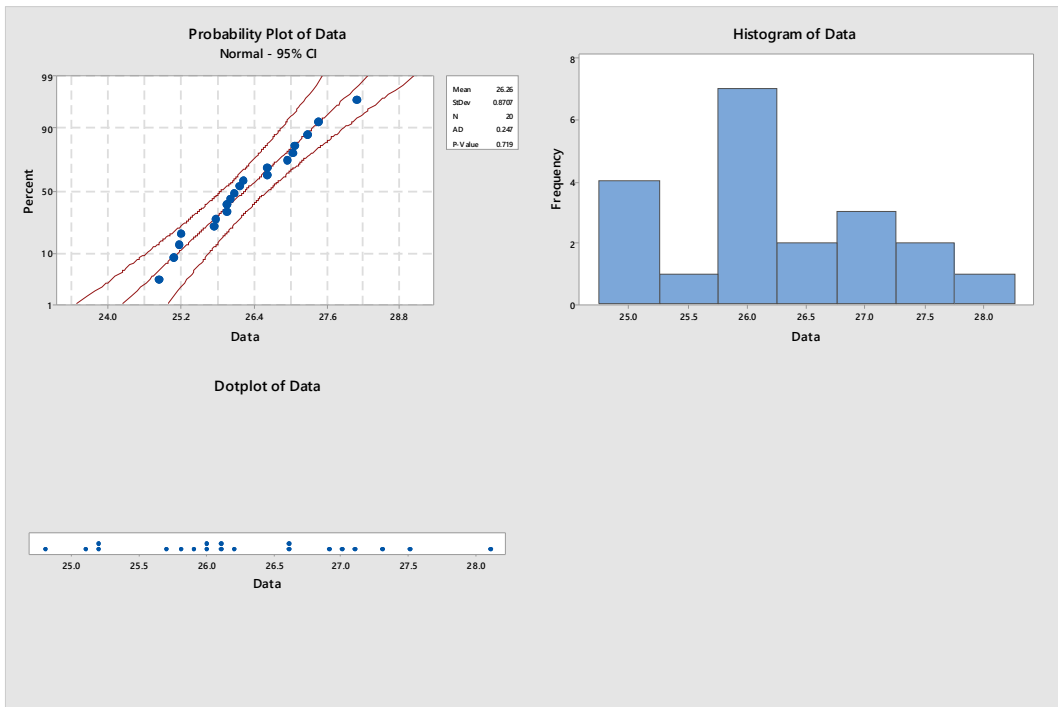 Probability Plot of Data
Normal - 95% CI
99
90
50
10
1
Percent
24.0 25.2 26.4 27.6 28.8
Data
Mean 26.26
StDev 0.8707
N 20
AD 0.247
P-Value 0.719
Histogram of Data
8
6
4
2
0
Frequency
25.0 25.5 26.0 26.5 27.0 27.5 28.0
Data
Dotplot of Data
25.0 25.5 26.0 26.5 27.0 27.5 28.0
Data